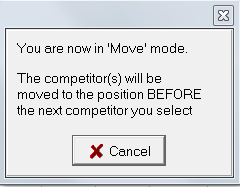 You are now in 'Move' mode.
The competitor(s) will be
moved to the position BEFORE
the next competitor you select
Cancel